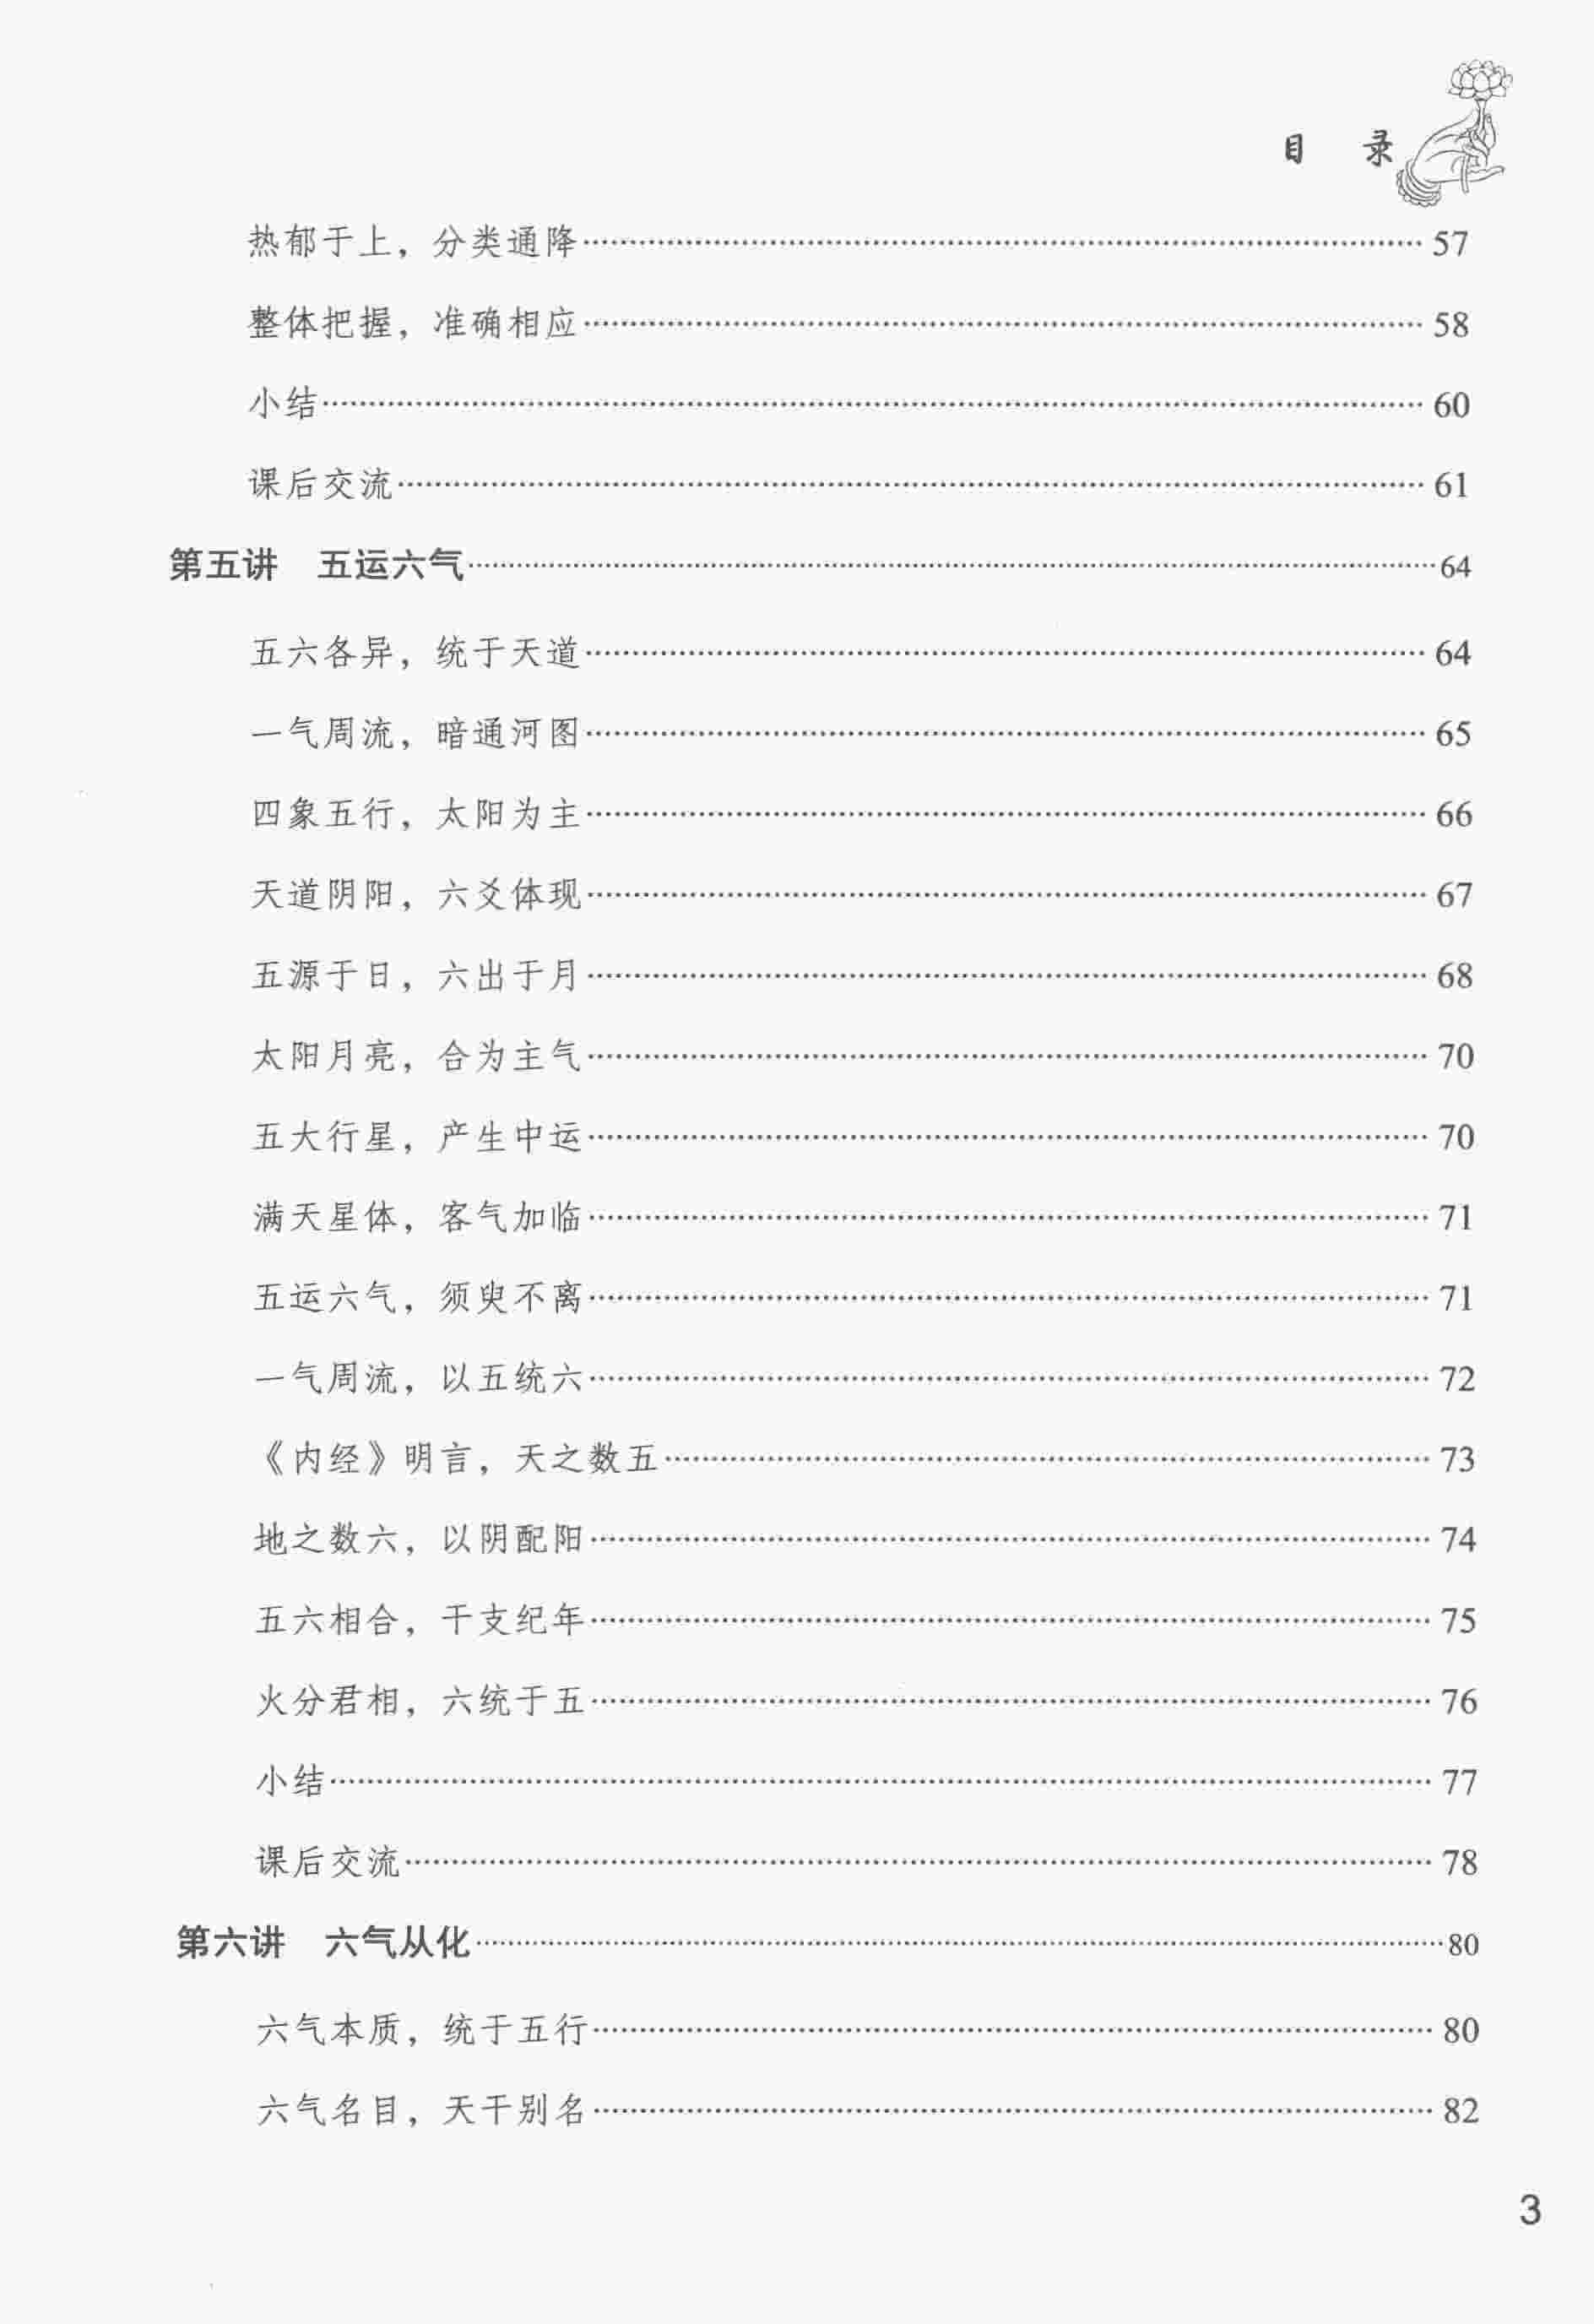 目 录
热郁于上，分类通降…………57
整体把握，准确相应…………58
小结…………60
课后交流…………61
第五讲 五运六气…………64
五六各异，统于天道…………64
一气周流，暗通河图…………65
四象五行，太阳为主…………66
天道阴阳，六爻体现…………67
五源于日，六出于月…………68
太阳月亮，合为主气…………70
五大行星，产生中运…………70
满天星体，客气加临…………71
五运六气，须臾不离…………71
一气周流，以五统六…………72
《内经》明言，天之数五…………73
地之数六，以阴配阳…………74
五六相合，干支纪年…………75
火分君相，六统于五…………76
小结…………77
课后交流…………78
第六讲 六气从化…………80
六气本质，统于五行…………80
六气名目，天干别名…………82
3